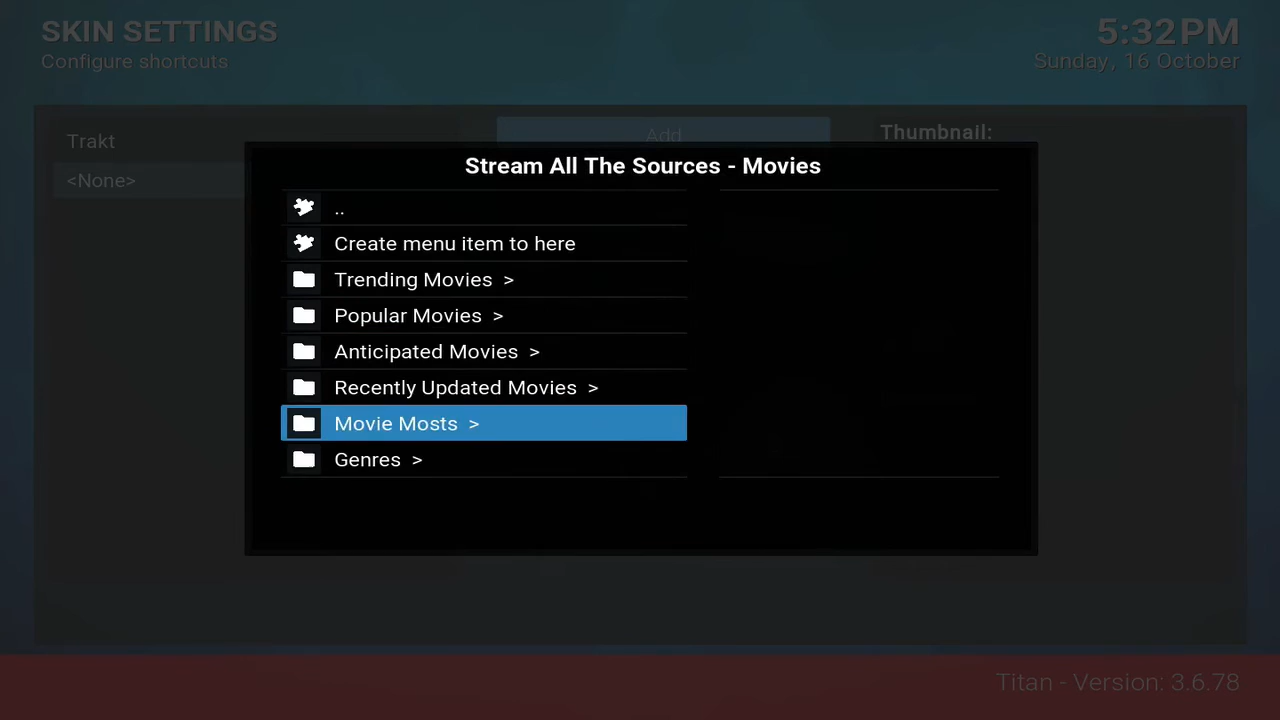 SKIN SETTINGS
Configure shortcuts
5:32 PM
Sunday, 16 October
Trakt
<None>
Add
Thumbnail:
Stream All The Sources - Movies
..
Create menu item to here
Trending Movies >
Popular Movies >
Anticipated Movies >
Recently Updated Movies >
Movie Mosts >
Genres >
Titan - Version: 3.6.78